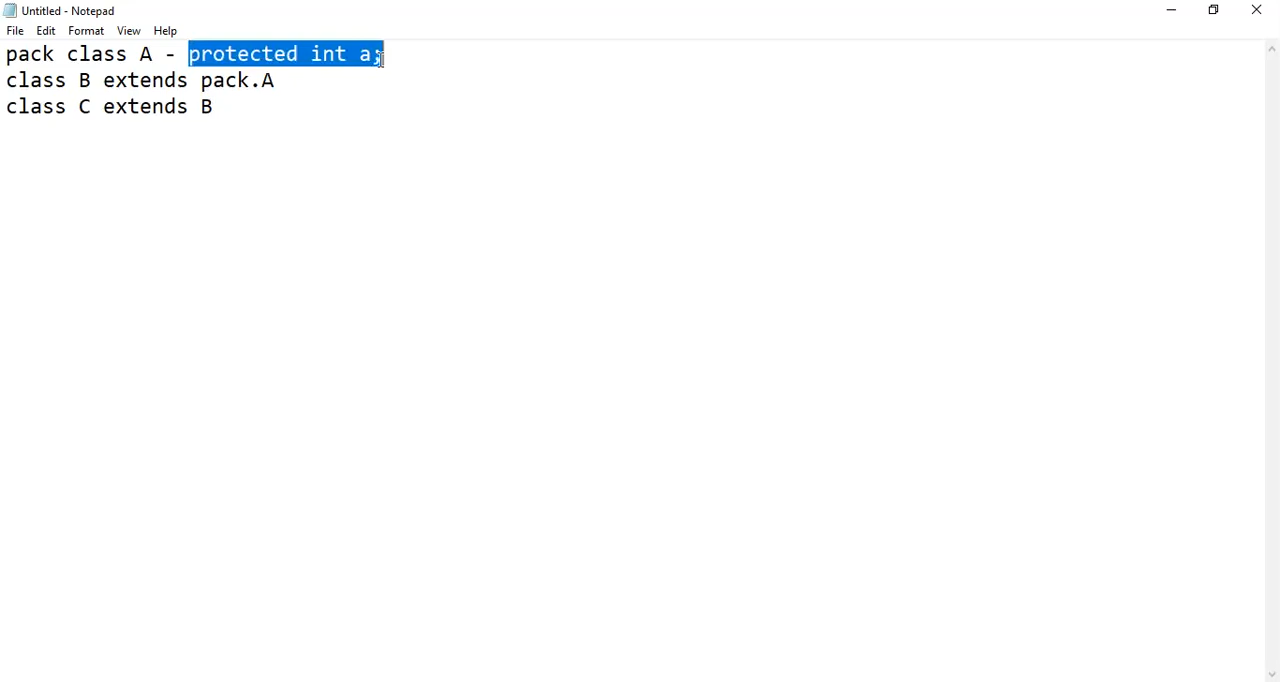 Untitled - Notepad
File Edit Format View Help
pack class A - protected int a;
class B extends pack.A
class C extends B